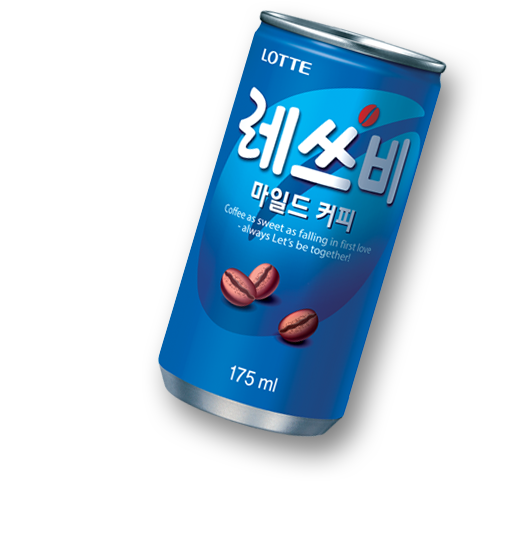 LOTTE
레쓰비
마일드 커피
Coffee as sweet as falling in first love
- always Let's be together!
175 ml